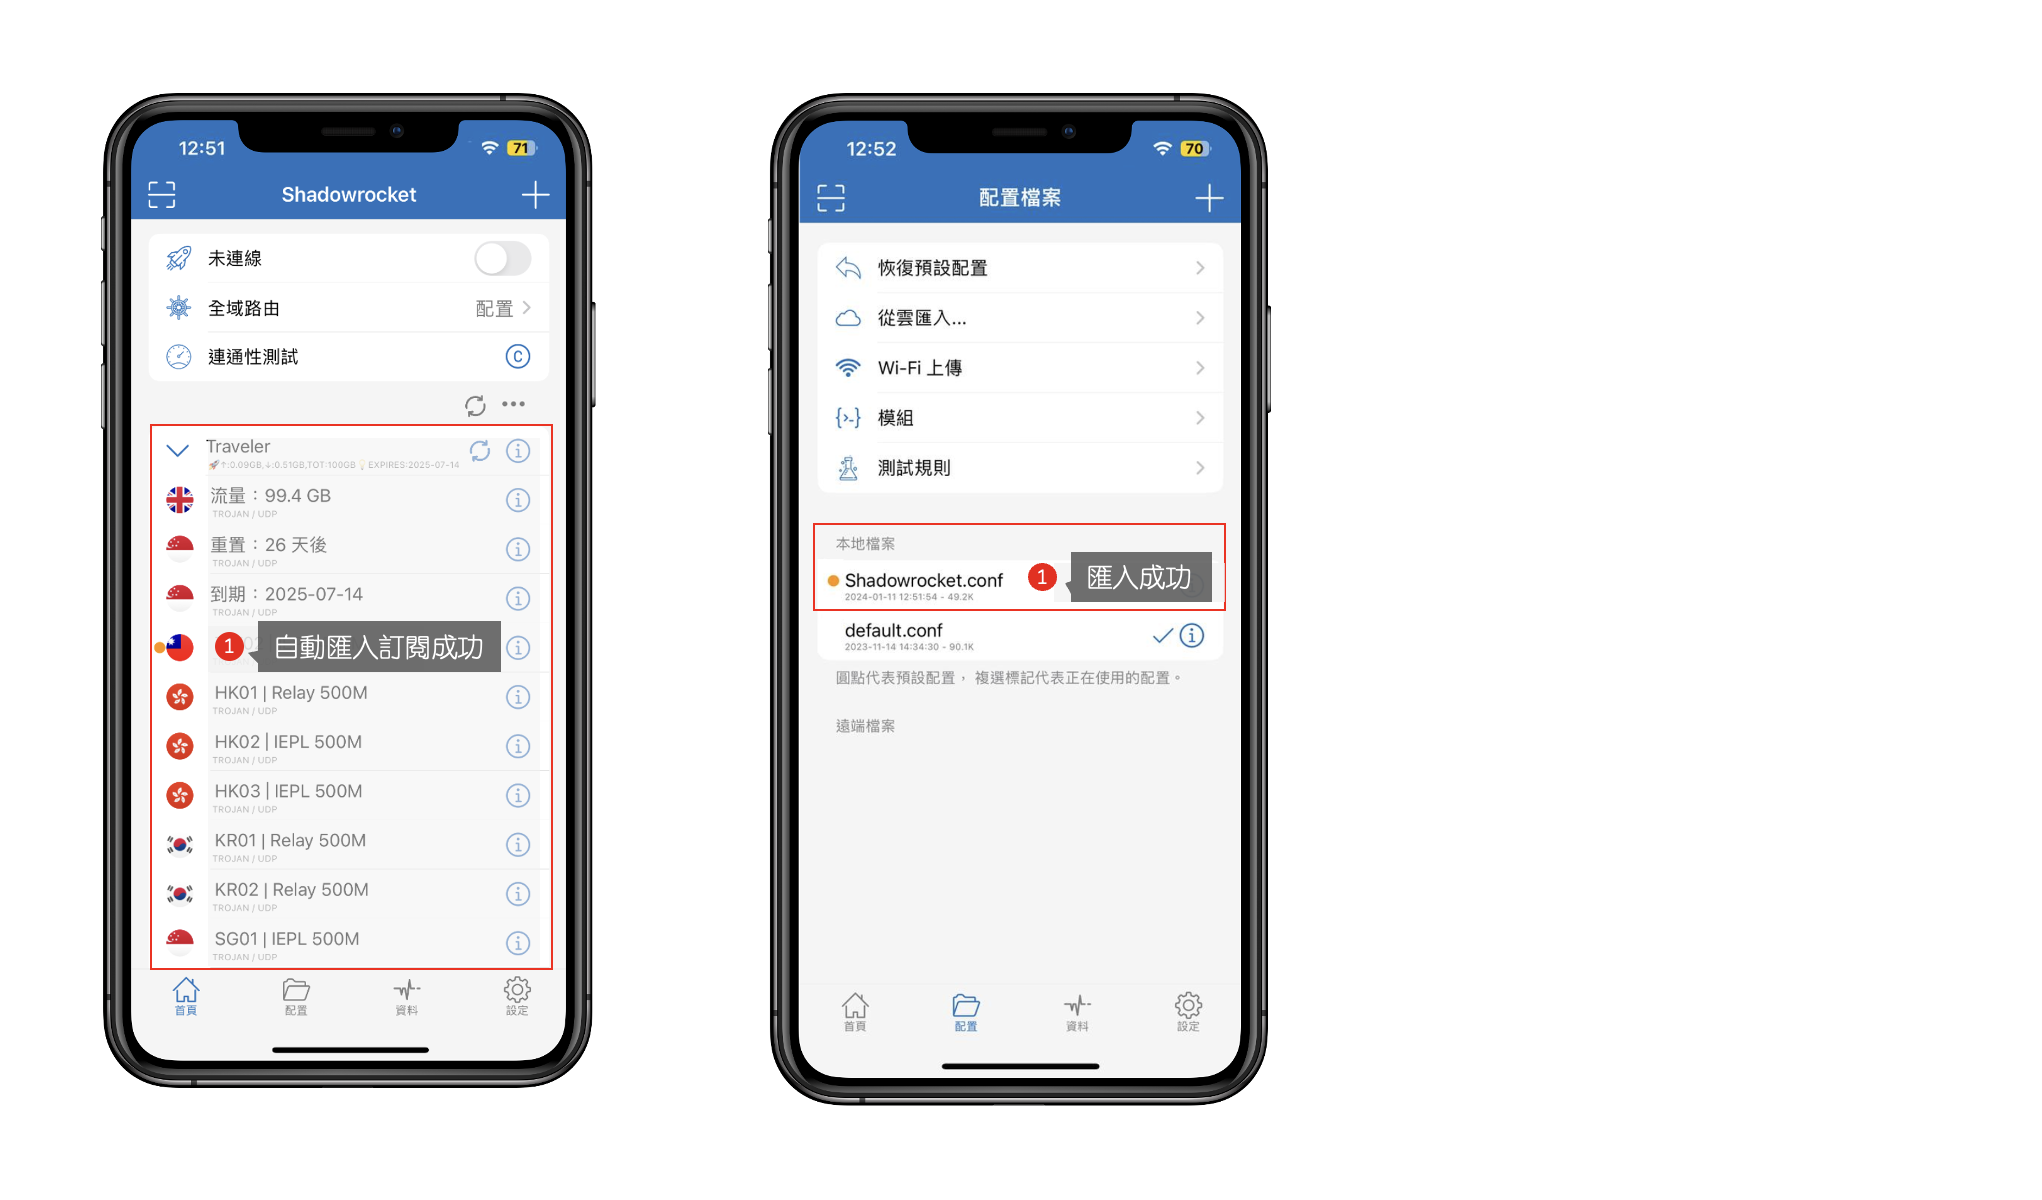 12:51
71
Shadowrocket
未連線
全域路由
配置
連通性測試
C
Traveler
↑:0.09GB,↓:0.51GB,TOT:100GB EXPIRES:2025-07-14
流量：99.4 GB
TROJAN / UDP
重置：26 天後
TROJAN / UDP
到期：2025-07-14
TROJAN / UDP
1
自動匯入訂閱成功
HK01 | Relay 500M
TROJAN / UDP
HK02 | IEPL 500M
TROJAN / UDP
HK03 | IEPL 500M
TROJAN / UDP
KR01 | Relay 500M
TROJAN / UDP
KR02 | Relay 500M
TROJAN / UDP
SG01 | IEPL 500M
TROJAN / UDP
首頁
配置
資料
設定
12:52
70
配置檔案
恢復預設配置
從雲匯入...
Wi-Fi 上傳
模組
測試規則
本地檔案
Shadowrocket.conf
2024-01-11 12:51:54 - 49.2K
1
匯入成功
default.conf
2023-11-14 14:34:30 - 90.1K
圓點代表預設配置， 複選標記代表正在使用的配置。
遠端檔案
首頁
配置
資料
設定